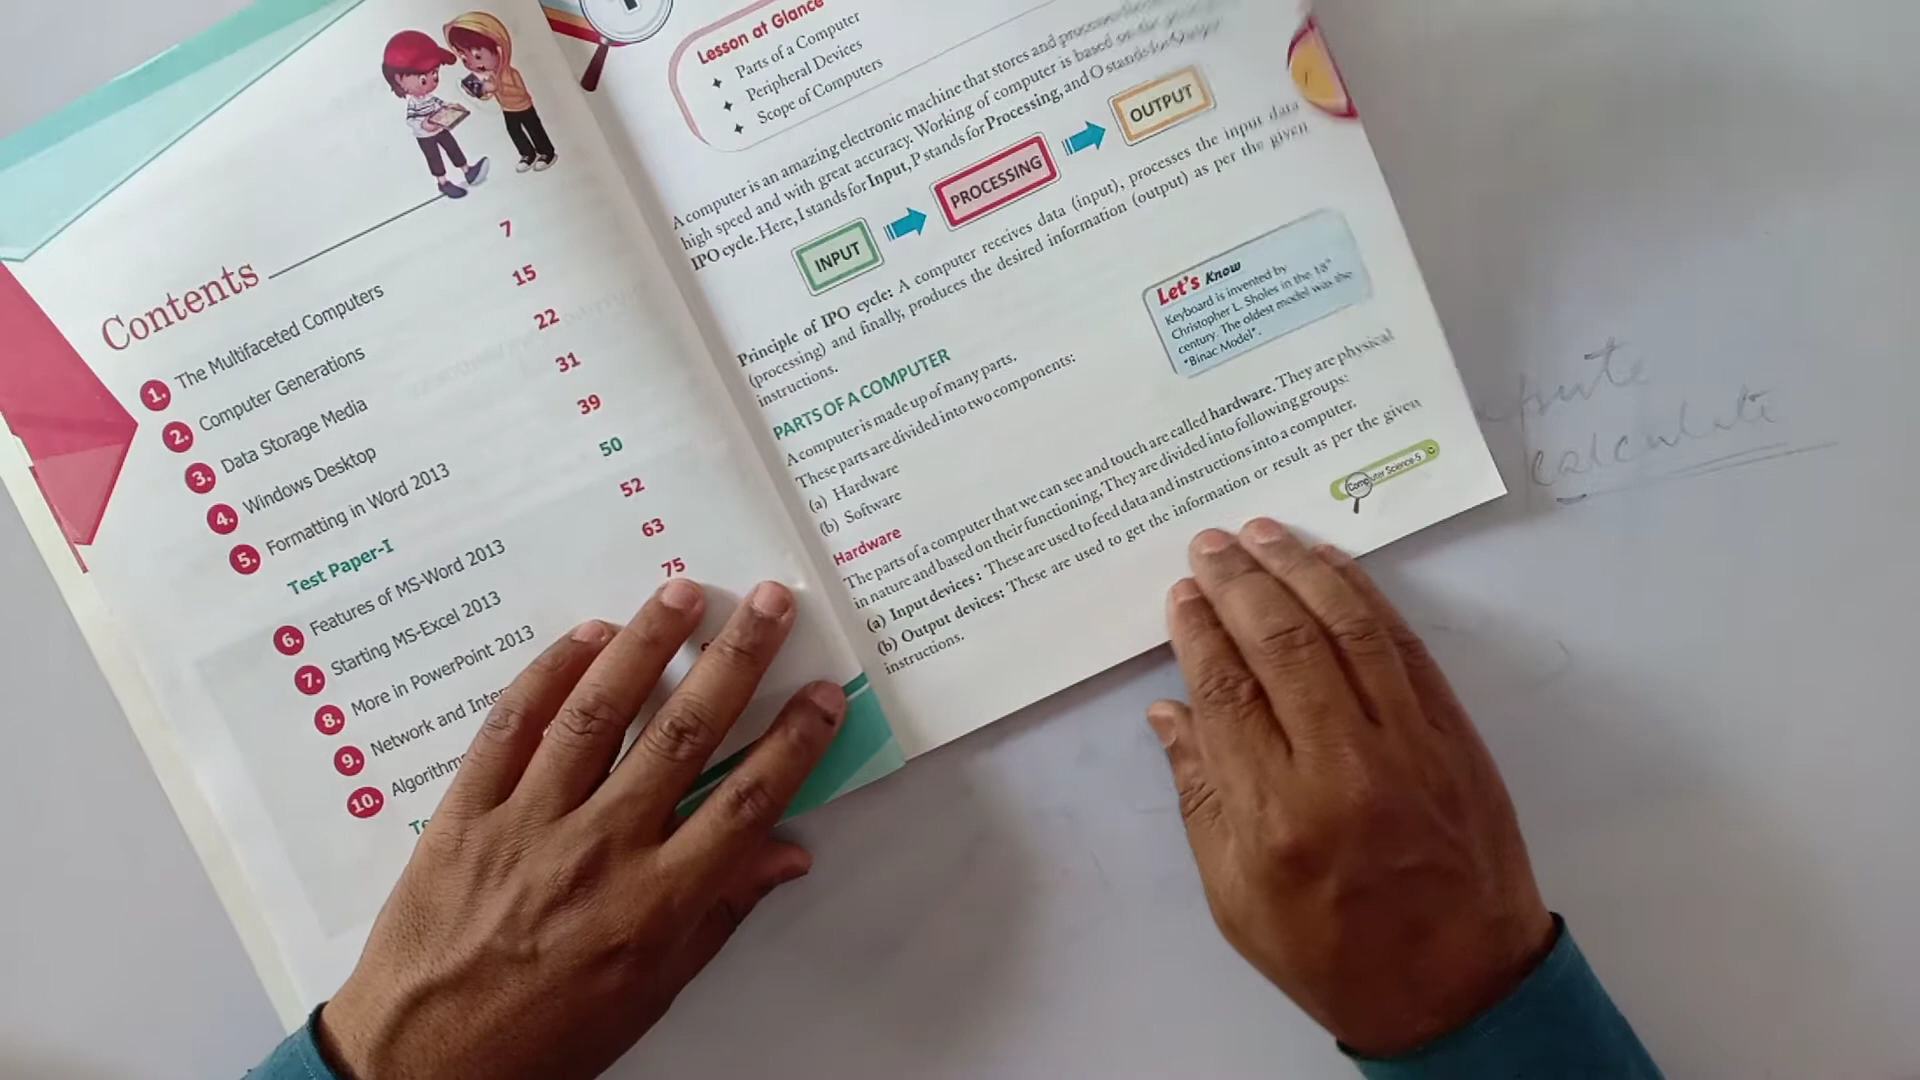 Contents
1. The Multifaceted Computers 7
2. Computer Generations 15
3. Data Storage Media 22
4. Windows Desktop 31
5. Formatting in Word 2013 39
Test Paper-I 50
6. Features of MS-Word 2013 52
7. Starting MS-Excel 2013 63
8. More in PowerPoint 2013 75
9. Network and
10.
Lesson at Glance
Parts of a Computer
Peripheral Devices
Scope of Computers
A computer is an amazing electronic machine that stores and
high speed and with great accuracy. Working of computer is based on the
IPO cycle. Here, I stands for Input, P stands for Processing, and O stands for
INPUT
PROCESSING
OUTPUT
Principle of IPO cycle: A computer receives data (input), processes the input data
(processing) and finally, produces the desired information (output) as per the given
instructions.
PARTS OF A COMPUTER
A computer is made up of many parts.
These parts are divided into two components:
(a) Hardware
(b) Software
Let's Know
Keyboard is invented by
Christopher L. Sholes in the 18th
century. The oldest model was the
"Binac Model".
Hardware
The parts of a computer that we can see and touch are called hardware. They are physical
in nature and based on their functioning, They are divided into following groups:
(a) Input devices: These are used to feed data and instructions into a computer.
(b) Output devices: These are used to get the information or result as per the given
instructions.
Computer Science-5
calculate